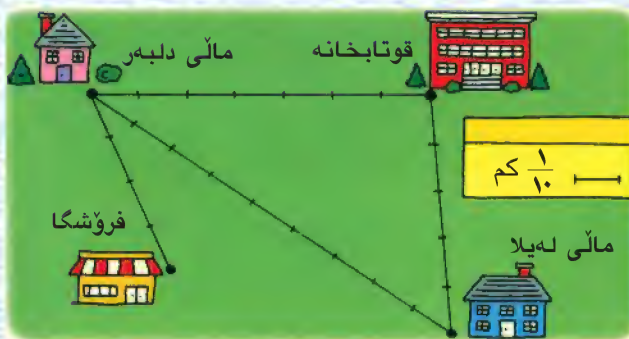 قوتابخانە
ماڵی دلبەر
١/١٠ کم
فرۆشگا
ماڵی لەیلا